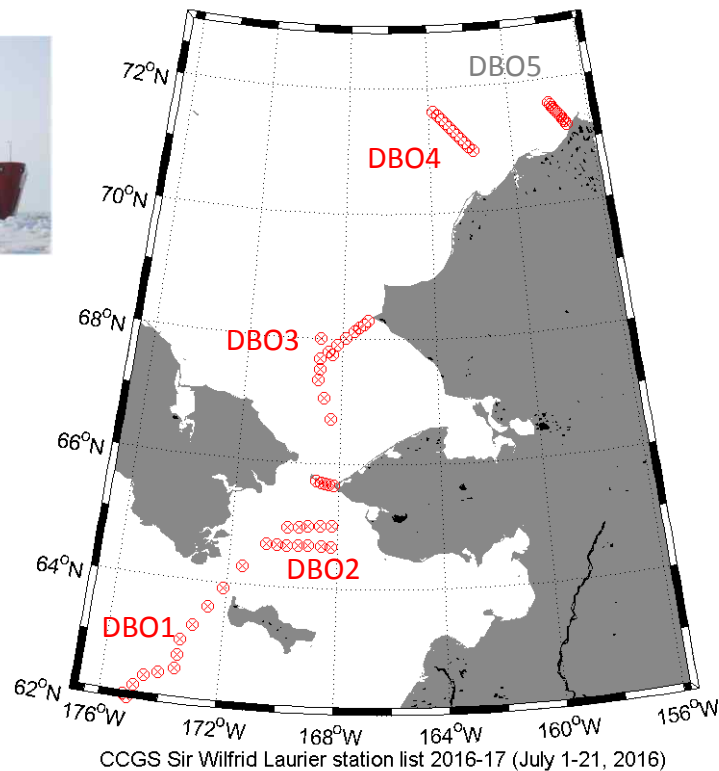 DBO5
72°N
DBO4
70°N
68°N
DBO3
66°N
DBO2
64°N
DBO1
62°N
176°W
172°W
168°W
164°W
160°W
156°W
CCGS Sir Wilfrid Laurier station list 2016-17 (July 1-21, 2016)